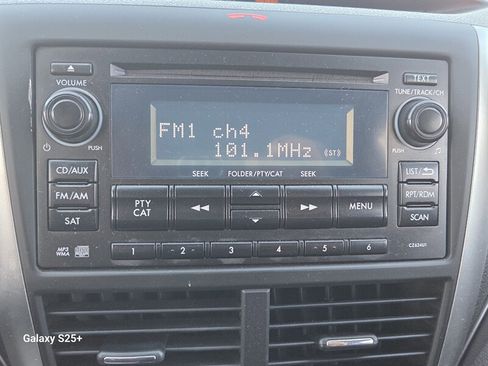 VOLUME
TEXT
TUNE/TRACK/CH
FM1 ch4
101.1MHz (ST)
PUSH
PUSH
SEEK FOLDER/PTY/CAT SEEK
CD/AUX
LIST/
FM/AM
PTY
CAT
MENU
RPT/RDM
SAT
SCAN
1 2 3 4 5 6
MP3
WMA
CZ624U1
Galaxy S25+